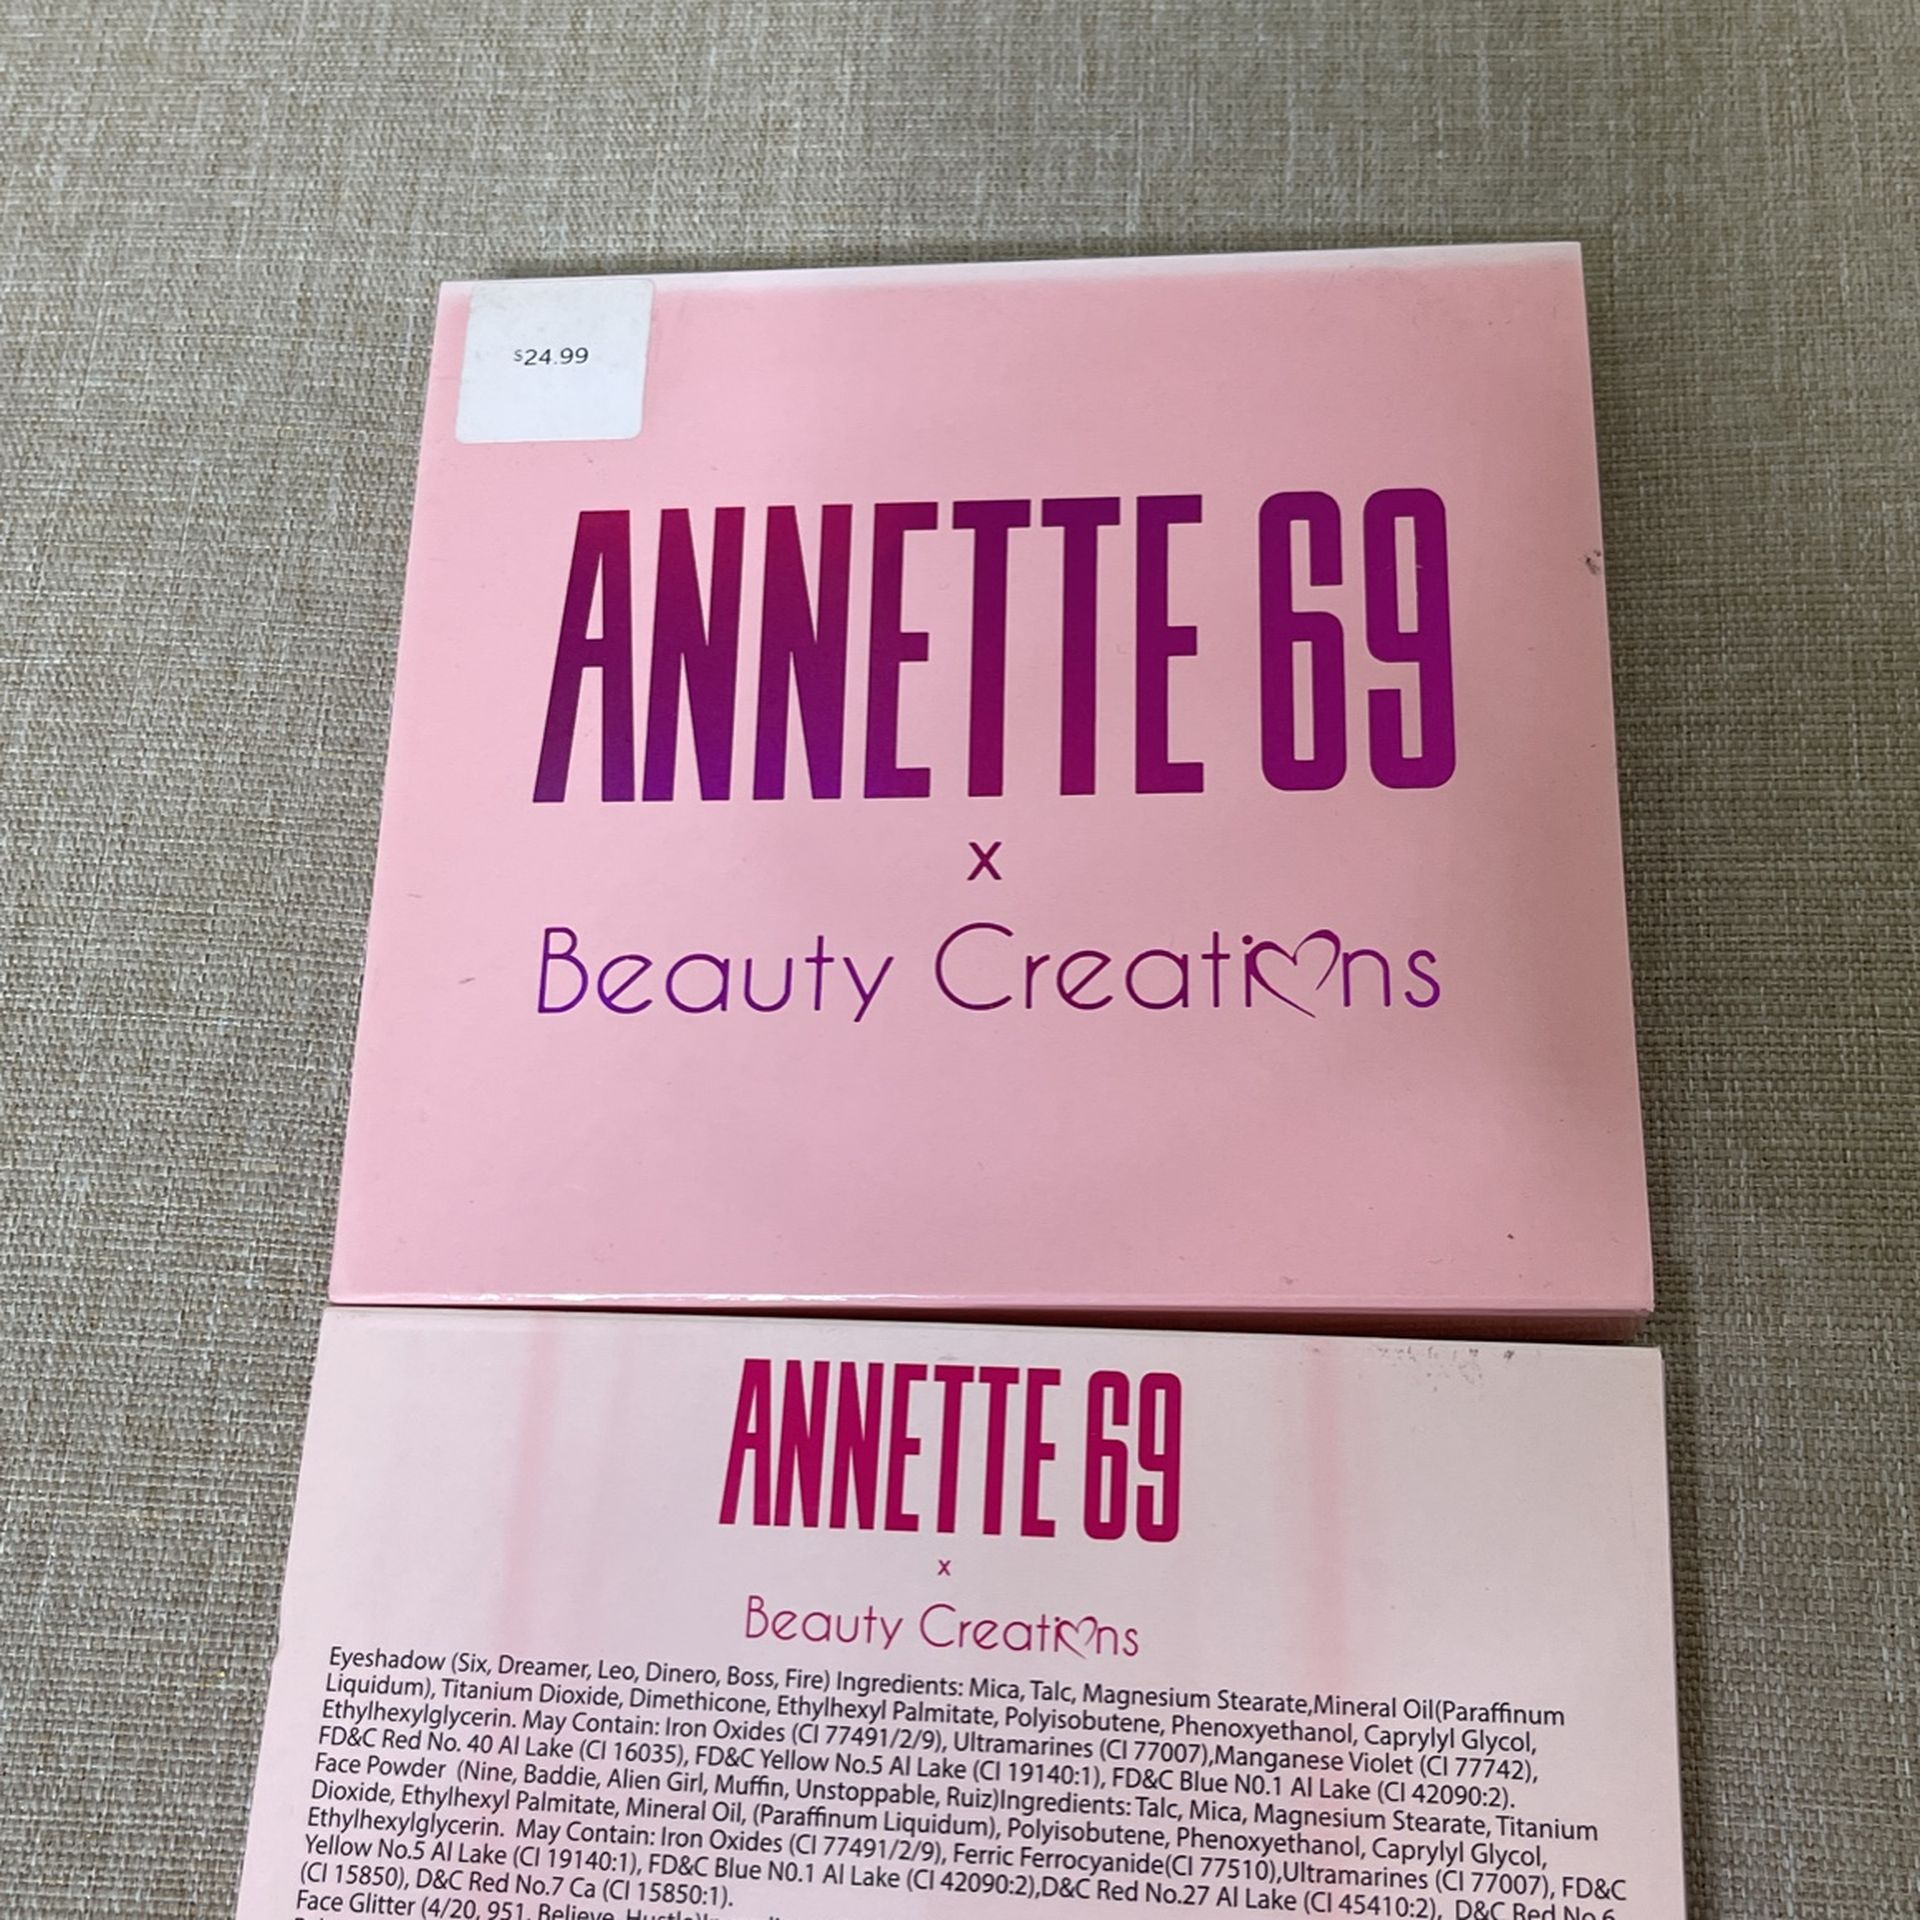 $24.99
ANNETTE 69
x
Beauty Creations
ANNETTE 69
x
Beauty Creations
Eyeshadow (Six, Dreamer, Leo, Dinero, Boss, Fire) Ingredients: Mica, Talc, Magnesium Stearate,Mineral Oil(Paraffinum
Liquidum), Titanium Dioxide, Dimethicone, Ethylhexyl Palmitate, Polyisobutene, Phenoxyethanol, Caprylyl Glycol,
Ethylhexylglycerin. May Contain: Iron Oxides (CI 77491/2/9), Ultramarines (CI 77007),Manganese Violet (CI 77742),
FD&C Red No. 40 Al Lake (CI 16035), FD&C Yellow No.5 Al Lake (CI 19140:1), FD&C Blue N0.1 Al Lake (CI 42090:2).
Face Powder (Nine, Baddie, Alien Girl, Muffin, Unstoppable, Ruiz)Ingredients: Talc, Mica, Magnesium Stearate, Titanium
Dioxide, Ethylhexyl Palmitate, Mineral Oil, (Paraffinum Liquidum), Polyisobutene, Phenoxyethanol, Caprylyl Glycol,
Ethylhexylglycerin. May Contain: Iron Oxides (CI 77491/2/9), Ferric Ferrocyanide(CI 77510),Ultramarines (CI 77007), FD&C
Yellow No.5 Al Lake (CI 19140:1), FD&C Blue N0.1 Al Lake (CI 42090:2),D&C Red No.27 Al Lake (CI 45410:2), D&C Red No 6
(CI 15850), D&C Red No.7 Ca (CI 15850:1).
Face Glitter (4/20, 951, Believe, Hustle)